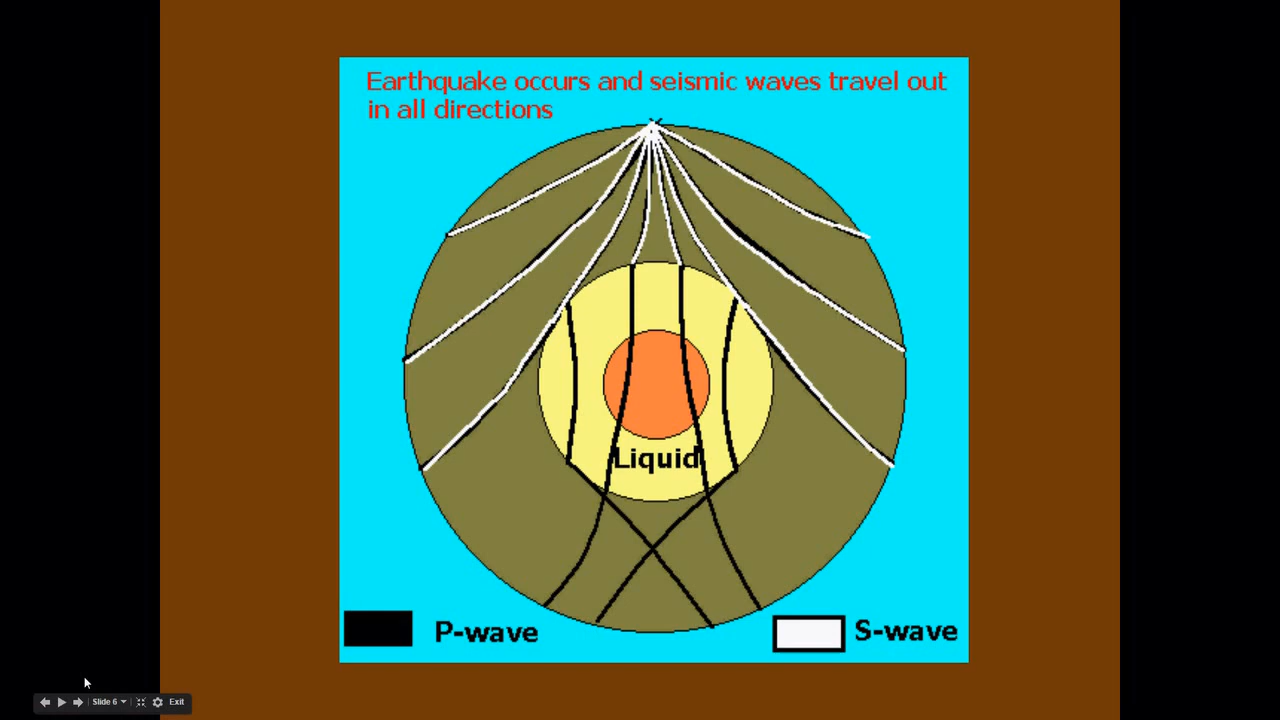 Earthquake occurs and seismic waves travel out
in all directions
Liquid
P-wave
S-wave
Slide 6
Exit